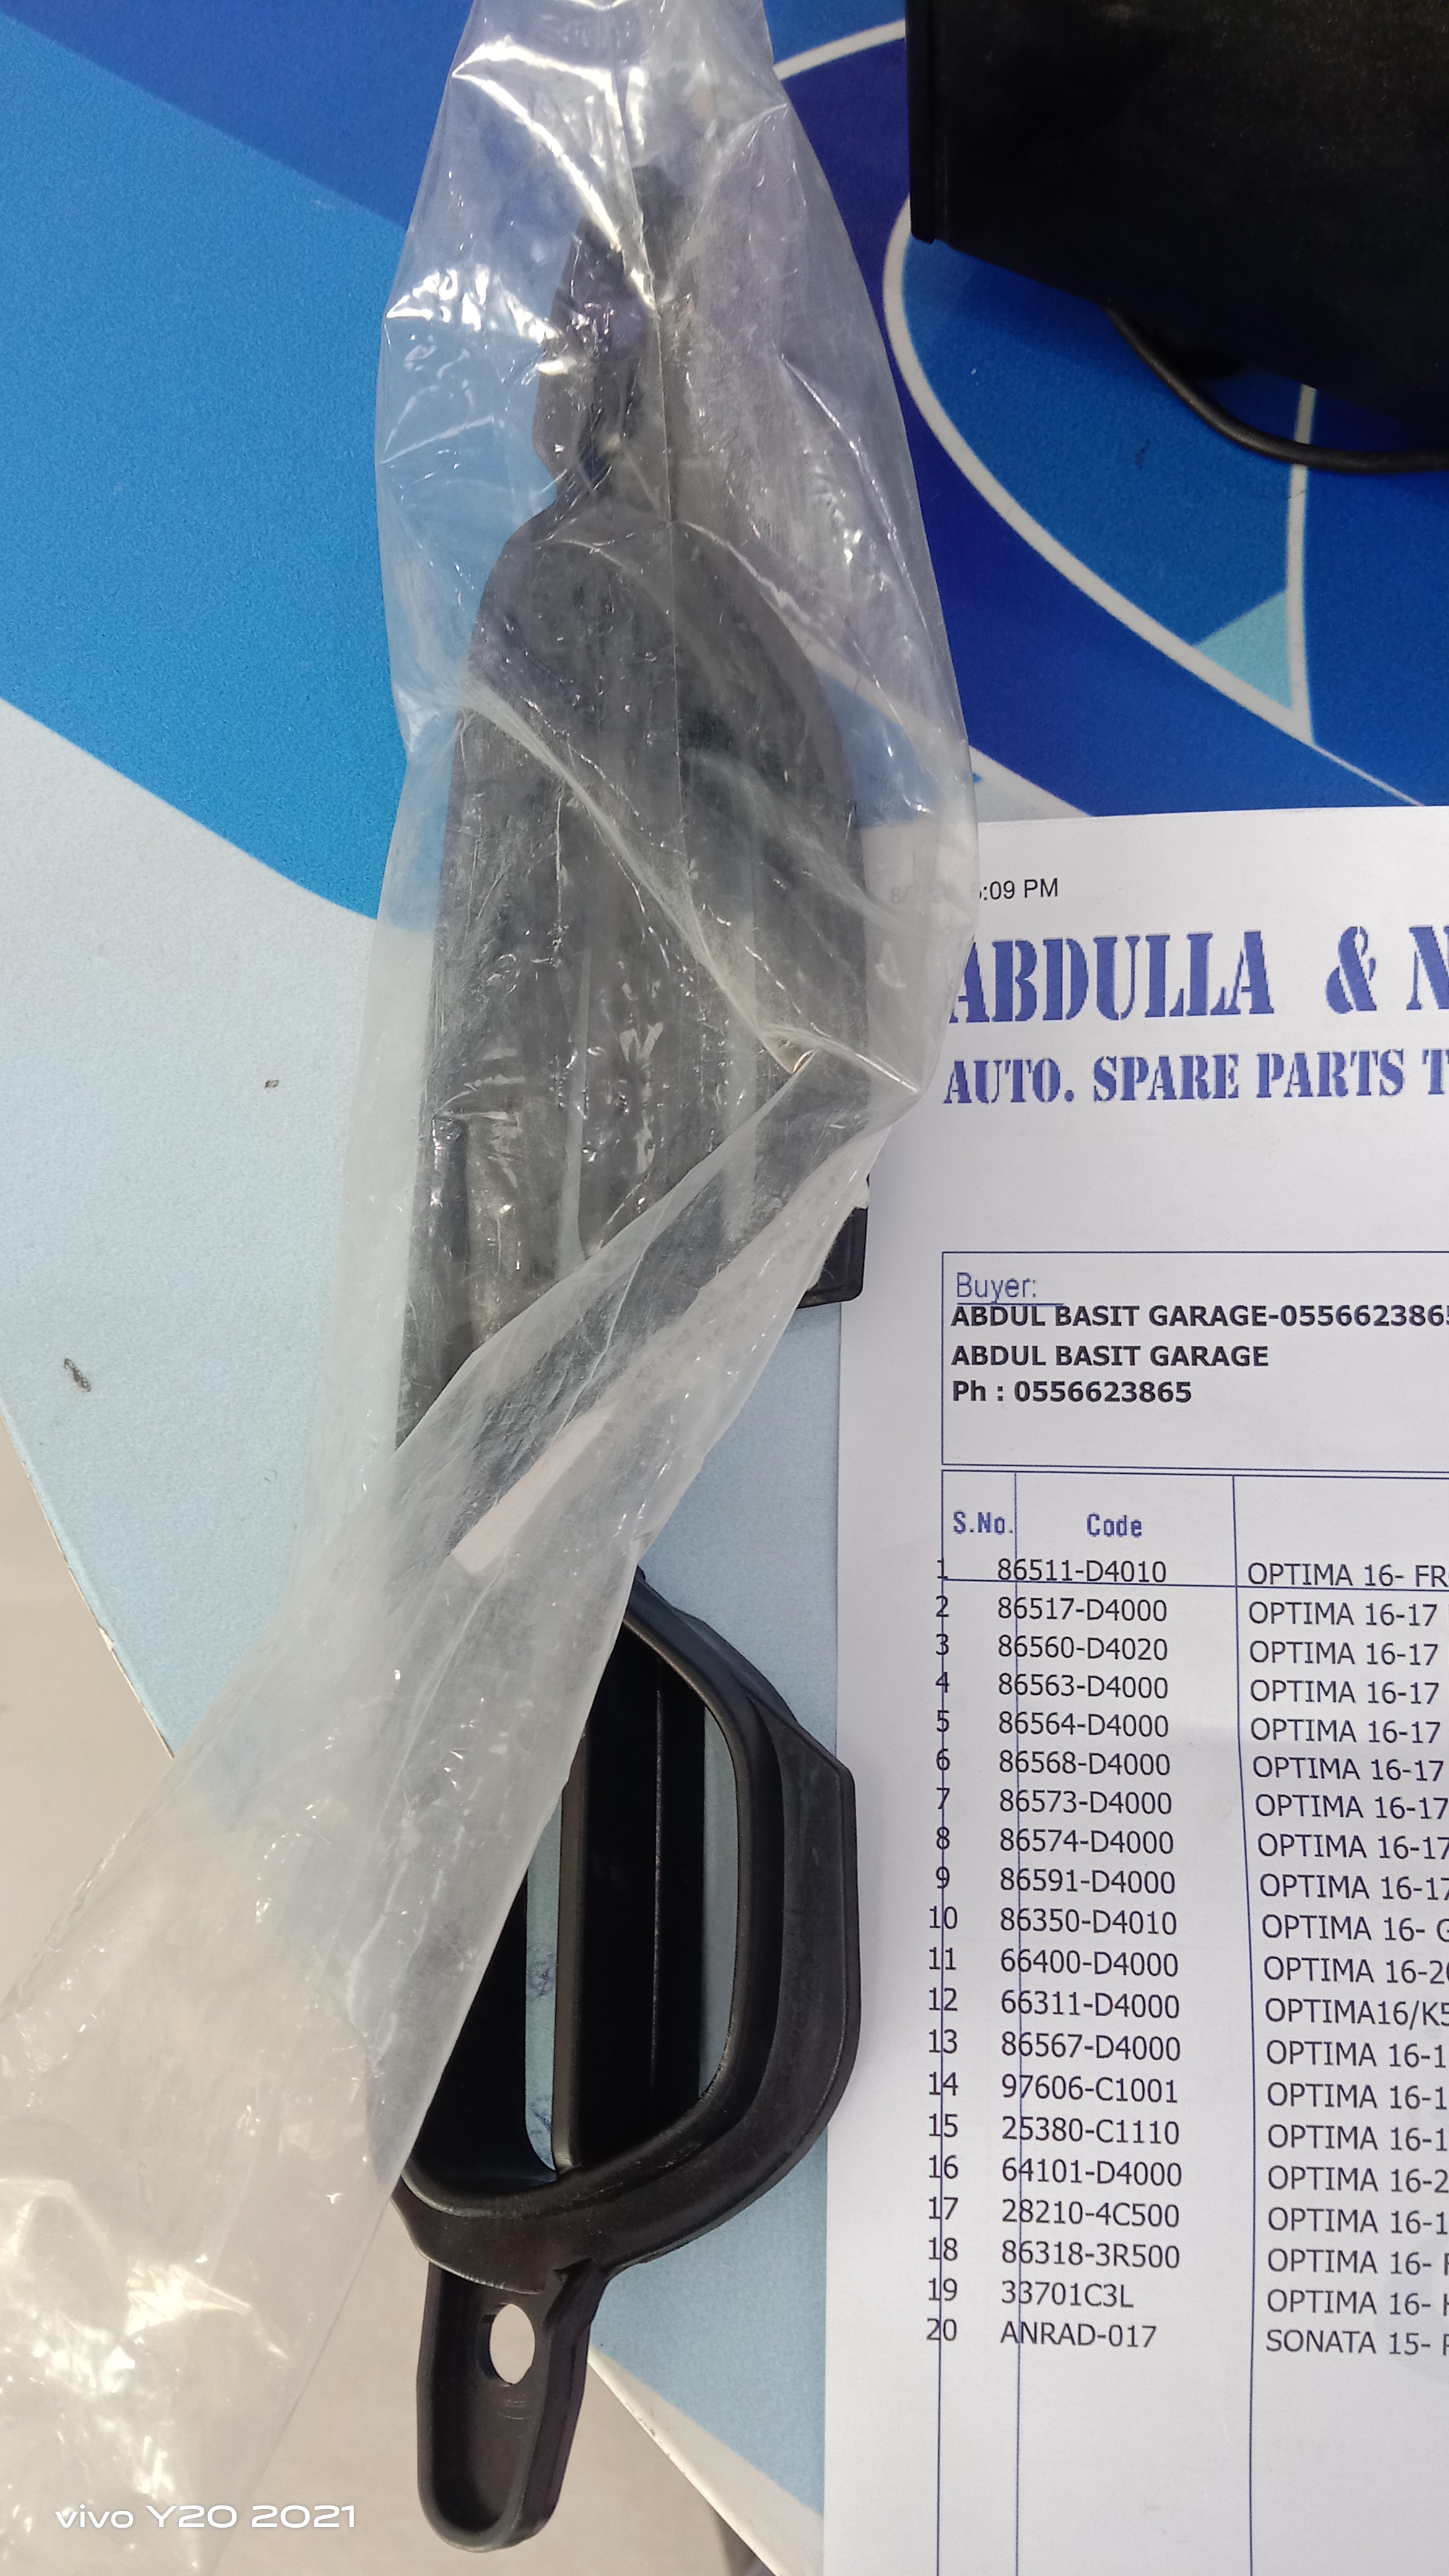 :09 PM
ABDULLA & N
AUTO. SPARE PARTS T
Buyer:
ABDUL BASIT GARAGE-0556623865
ABDUL BASIT GARAGE
Ph : 0556623865
S.No. Code
1 86511-D4010 OPTIMA 16- FR
2 86517-D4000 OPTIMA 16-17
3 86560-D4020 OPTIMA 16-17
4 86563-D4000 OPTIMA 16-17
5 86564-D4000 OPTIMA 16-17
6 86568-D4000 OPTIMA 16-17
7 86573-D4000 OPTIMA 16-17
8 86574-D4000 OPTIMA 16-17
9 86591-D4000 OPTIMA 16-17
10 86350-D4010 OPTIMA 16- G
11 66400-D4000 OPTIMA 16-20
12 66311-D4000 OPTIMA16/K5
13 86567-D4000 OPTIMA 16-1
14 97606-C1001 OPTIMA 16-1
15 25380-C1110 OPTIMA 16-1
16 64101-D4000 OPTIMA 16-2
17 28210-4C500 OPTIMA 16-1
18 86318-3R500 OPTIMA 16-
19 33701C3L OPTIMA 16- H
20 ANRAD-017 SONATA 15-
vivo Y20 2021